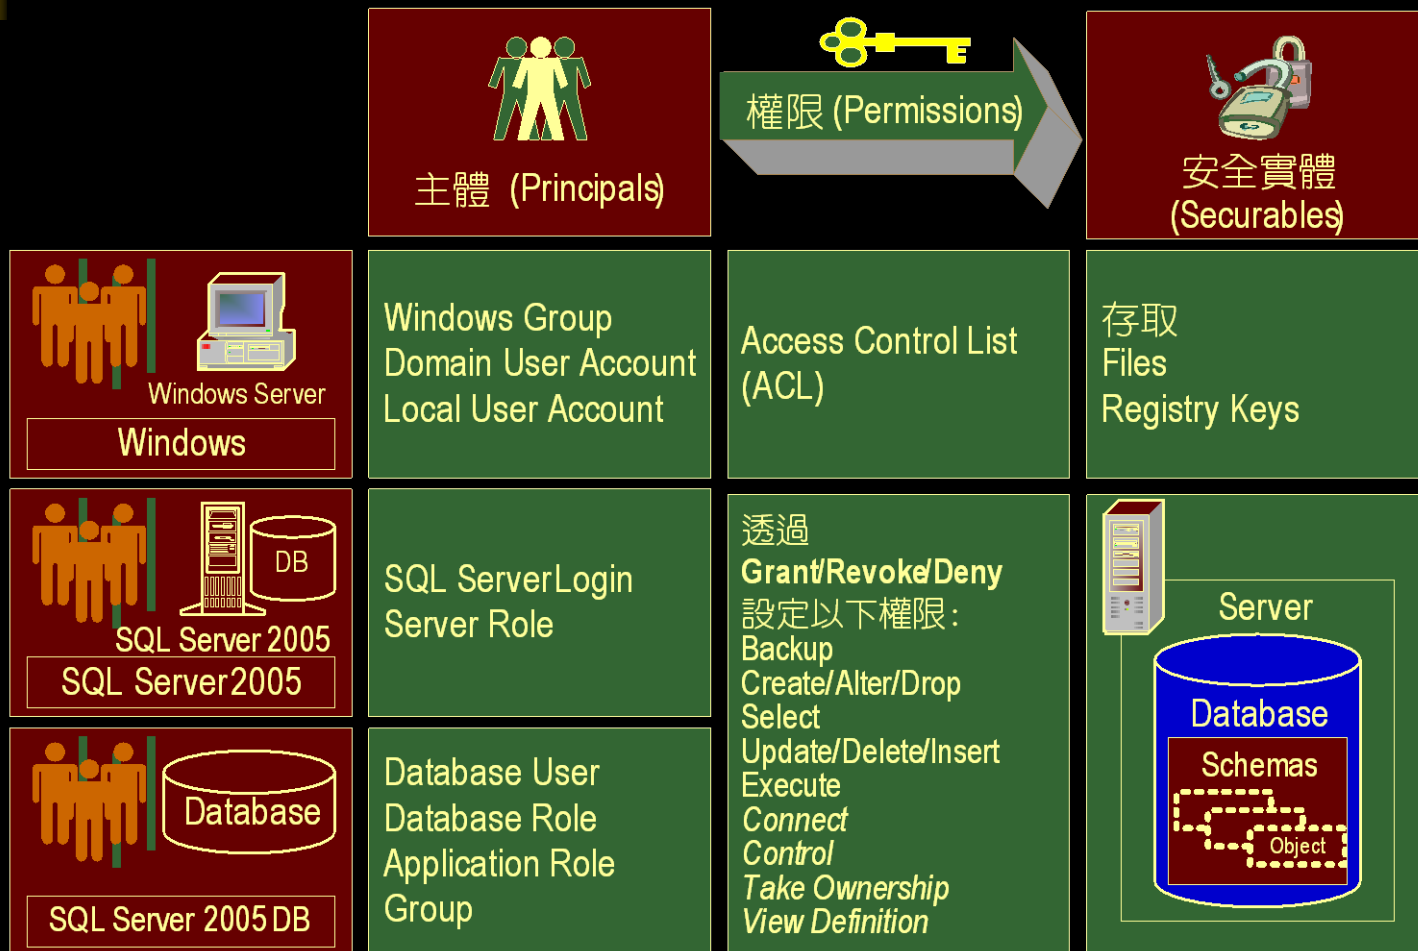 主體 (Principals)
權限 (Permissions)
安全實體
(Securables)
Windows Server
Windows
Windows Group
Domain User Account
Local User Account
Access Control List
(ACL)
存取
Files
Registry Keys
DB
SQL Server 2005
SQL Server 2005
SQL Server Login
Server Role
透過
Grant/Revoke/Deny
設定以下權限:
Backup
Create/Alter/Drop
Select
Update/Delete/Insert
Execute
Connect
Control
Take Ownership
View Definition
Server
Database
Schemas
Object
Database
SQL Server 2005 DB
Database User
Database Role
Application Role
Group